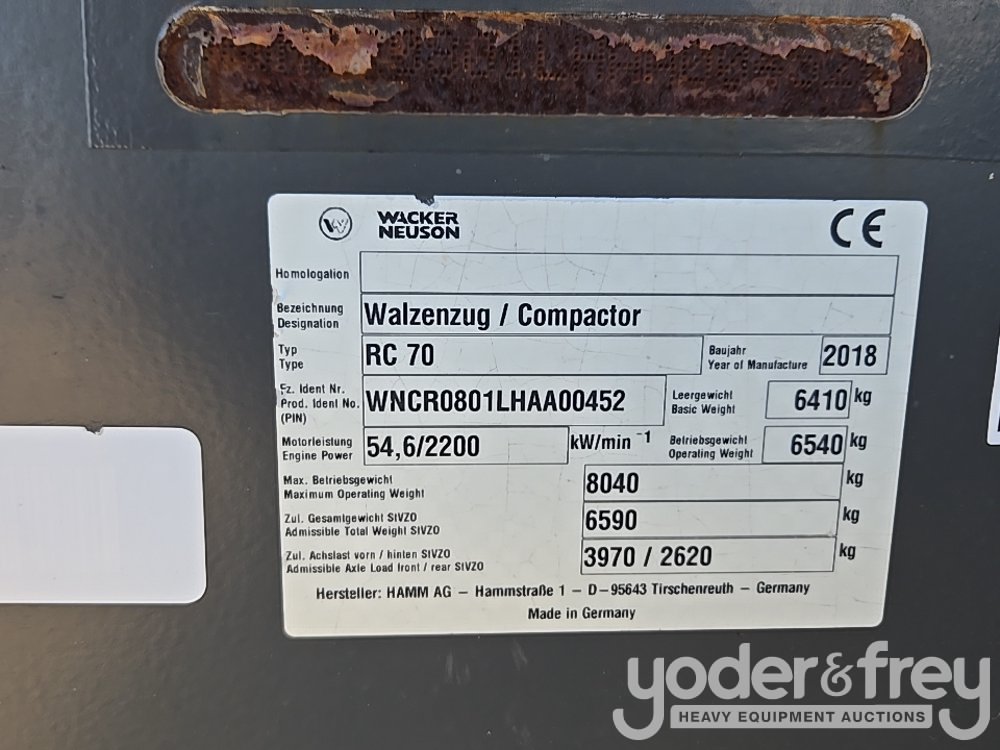 WACKER
NEUSON
CE
Homologation
Bezeichnung
Designation
Walzenzug / Compactor
Typ
Type
RC 70
Baujahr
Year of Manufacture
2018
Fz. Ident Nr.
Prod. Ident No.
(PIN)
WNCR0801LHAA00452
Leergewicht
Basic Weight
6410 kg
Motorleistung
Engine Power
54,6/2200 kW/min -1
Betriebsgewicht
Operating Weight
6540 kg
Max. Betriebsgewicht
Maximum Operating Weight
8040 kg
Zul. Gesamtgewicht StVZO
Admissible Total Weight StVZO
6590 kg
Zul. Achslast vorn / hinten StVZO
Admissible Axle Load front / rear StVZO
3970 / 2620 kg
Hersteller: HAMM AG – Hammstraße 1 – D–95643 Tirschenreuth – Germany
Made in Germany
yoder&frey
HEAVY EQUIPMENT AUCTIONS